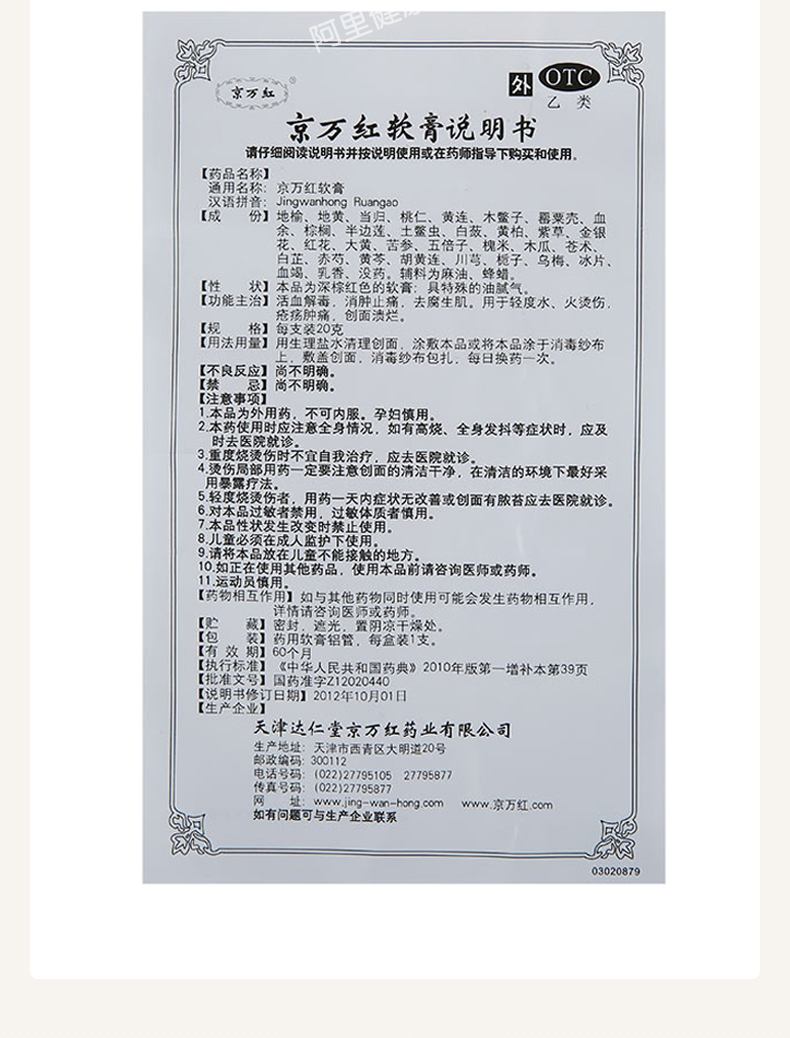 阿里健康
京万红®
外 OTC
乙类
京万红软膏说明书
请仔细阅读说明书并按说明使用或在药师指导下购买和使用。
【药品名称】
通用名称：京万红软膏
汉语拼音：Jingwanhong Ruangao
【成　份】地榆、地黄、当归、桃仁、黄连、木鳖子、罂粟壳、血
余、棕榈、半边莲、土鳖虫、白蔹、黄柏、紫草、金银
花、红花、大黄、苦参、五倍子、槐米、木瓜、苍术、
白芷、赤芍、黄芩、胡黄连、川芎、栀子、乌梅、冰片、
血竭、乳香、没药。辅料为麻油、蜂蜡。
【性　状】本品为深棕红色的软膏；具特殊的油腻气。
【功能主治】活血解毒，消肿止痛，去腐生肌。用于轻度水、火烫伤，
疮疡肿痛，创面溃烂。
【规　格】每支装20克
【用法用量】用生理盐水清理创面，涂敷本品或将本品涂于消毒纱布
上，敷盖创面，消毒纱布包扎，每日换药一次。
【不良反应】尚不明确。
【禁　忌】尚不明确。
【注意事项】
1.本品为外用药，不可内服。孕妇慎用。
2.本药使用时应注意全身情况，如有高烧、全身发抖等症状时，应及
时去医院就诊。
3.重度烧烫伤时不宜自我治疗，应去医院就诊。
4.烫伤局部用药一定要注意创面的清洁干净，在清洁的环境下最好采
用暴露疗法。
5.轻度烧烫伤者，用药一天内症状无改善或创面有脓苔应去医院就诊。
6.对本品过敏者禁用，过敏体质者慎用。
7.本品性状发生改变时禁止使用。
8.儿童必须在成人监护下使用。
9.请将本品放在儿童不能接触的地方。
10.如正在使用其他药品，使用本品前请咨询医师或药师。
11.运动员慎用。
【药物相互作用】如与其他药物同时使用可能会发生药物相互作用，
详情请咨询医师或药师。
【贮　藏】密封，遮光，置阴凉干燥处。
【包　装】药用软膏铝管，每盒装1支。
【有 效 期】60个月
【执行标准】《中华人民共和国药典》2010年版第一增补本第39页
【批准文号】国药准字Z12020440
【说明书修订日期】2012年10月01日
【生产企业】
天津达仁堂京万红药业有限公司
生产地址：天津市西青区大明道20号
邮政编码：300112
电话号码：(022)27795105　27795877
传真号码：(022)27795877
网　址：www.jing-wan-hong.com　www.京万红.com
如有问题可与生产企业联系
03020879